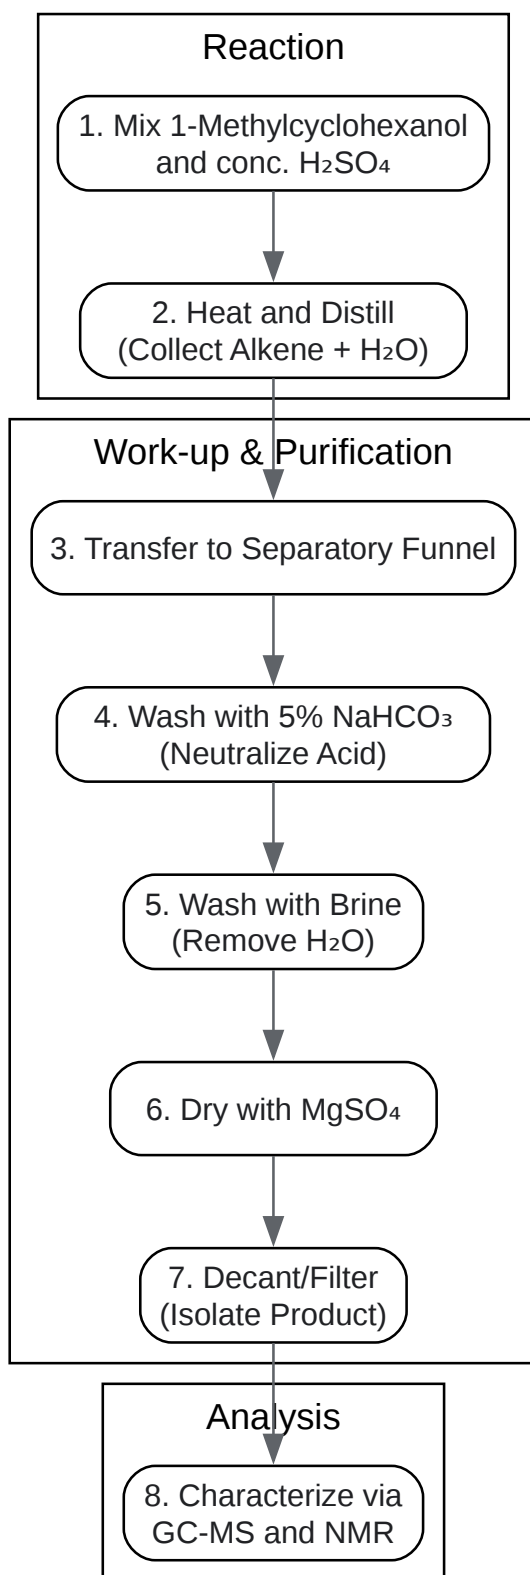 Reaction
1. Mix 1-Methylcyclohexanol
and conc. H₂SO₄
2. Heat and Distill
(Collect Alkene + H₂O)
Work-up & Purification
3. Transfer to Separatory Funnel
4. Wash with 5% NaHCO₃
(Neutralize Acid)
5. Wash with Brine
(Remove H₂O)
6. Dry with MgSO₄
7. Decant/Filter
(Isolate Product)
Analysis
8. Characterize via
GC-MS and NMR